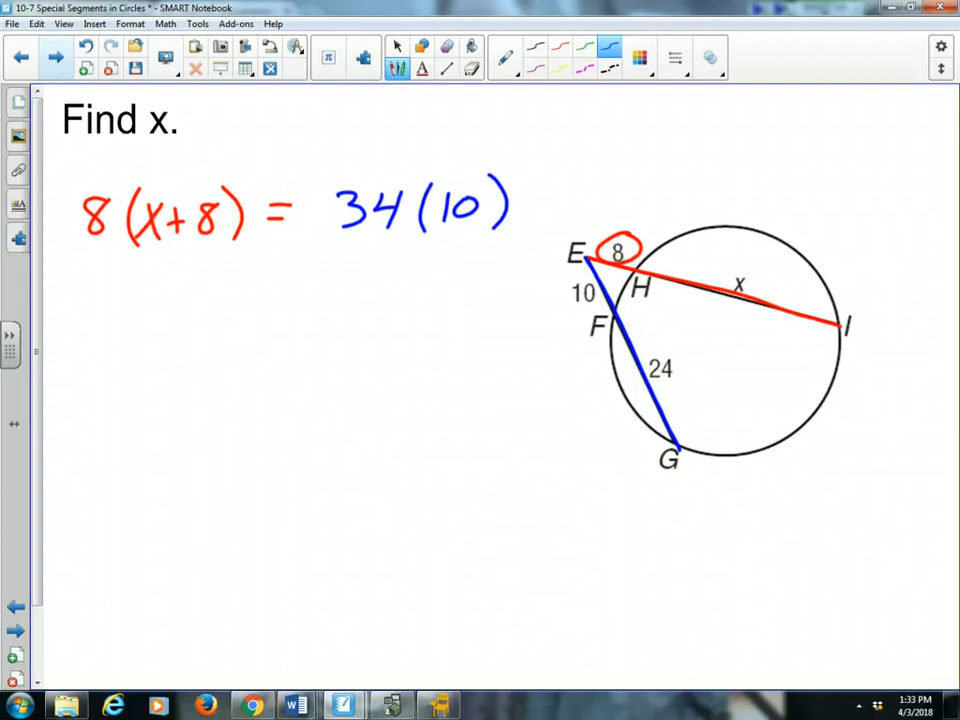 10-7 Special Segments in Circles * - SMART Notebook
File Edit View Insert Format Math Tools Add-ons Help
Find x.
8(x+8) = 34(10)
E 8
H x
10
F I
24
G
1:33 PM
4/3/2018